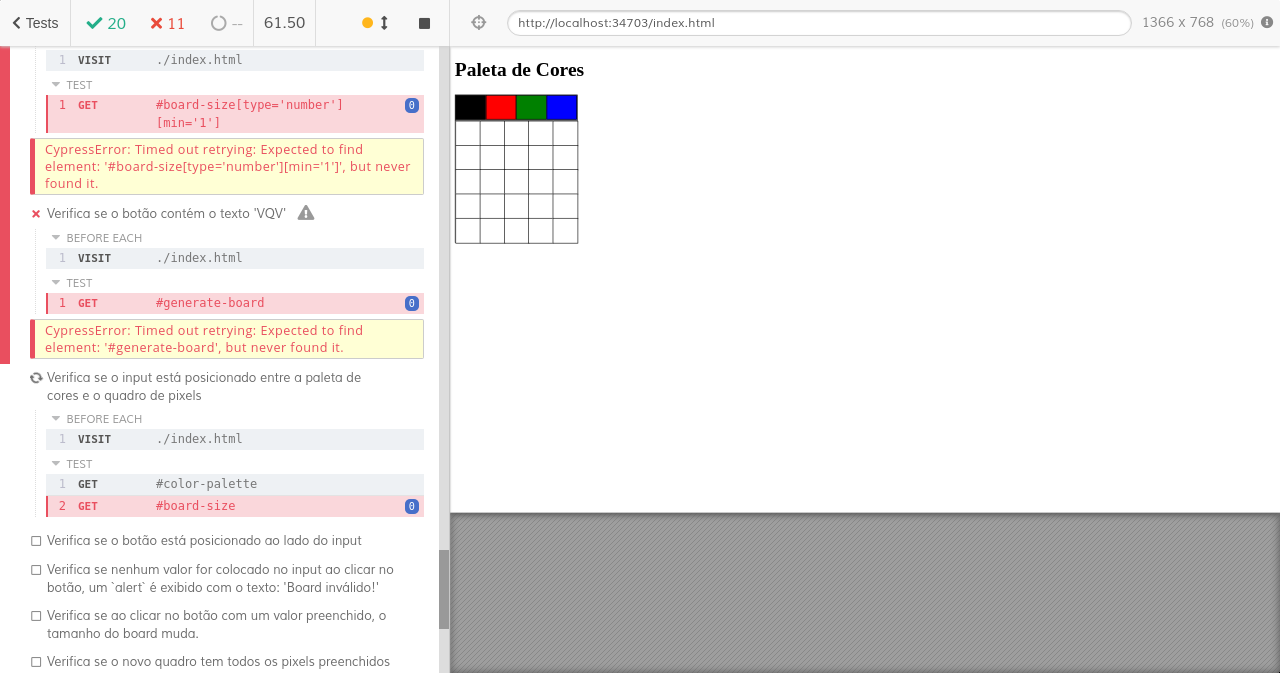 Tests 20 11 -- 61.50 http://localhost:34703/index.html 1366 x 768 (60%)
1 VISIT ./index.html
TEST
1 GET #board-size[type='number']
[min='1'] 0
CypressError: Timed out retrying: Expected to find
element: '#board-size[type='number'][min='1']', but never
found it.
Verifica se o botão contém o texto 'VQV'
BEFORE EACH
1 VISIT ./index.html
TEST
1 GET #generate-board 0
CypressError: Timed out retrying: Expected to find
element: '#generate-board', but never found it.
Verifica se o input está posicionado entre a paleta de
cores e o quadro de pixels
BEFORE EACH
1 VISIT ./index.html
TEST
1 GET #color-palette
2 GET #board-size 0
Verifica se o botão está posicionado ao lado do input
Verifica se nenhum valor for colocado no input ao clicar no
botão, um `alert` é exibido com o texto: 'Board inválido!'
Verifica se ao clicar no botão com um valor preenchido, o
tamanho do board muda.
Verifica se o novo quadro tem todos os pixels preenchidos
Paleta de Cores